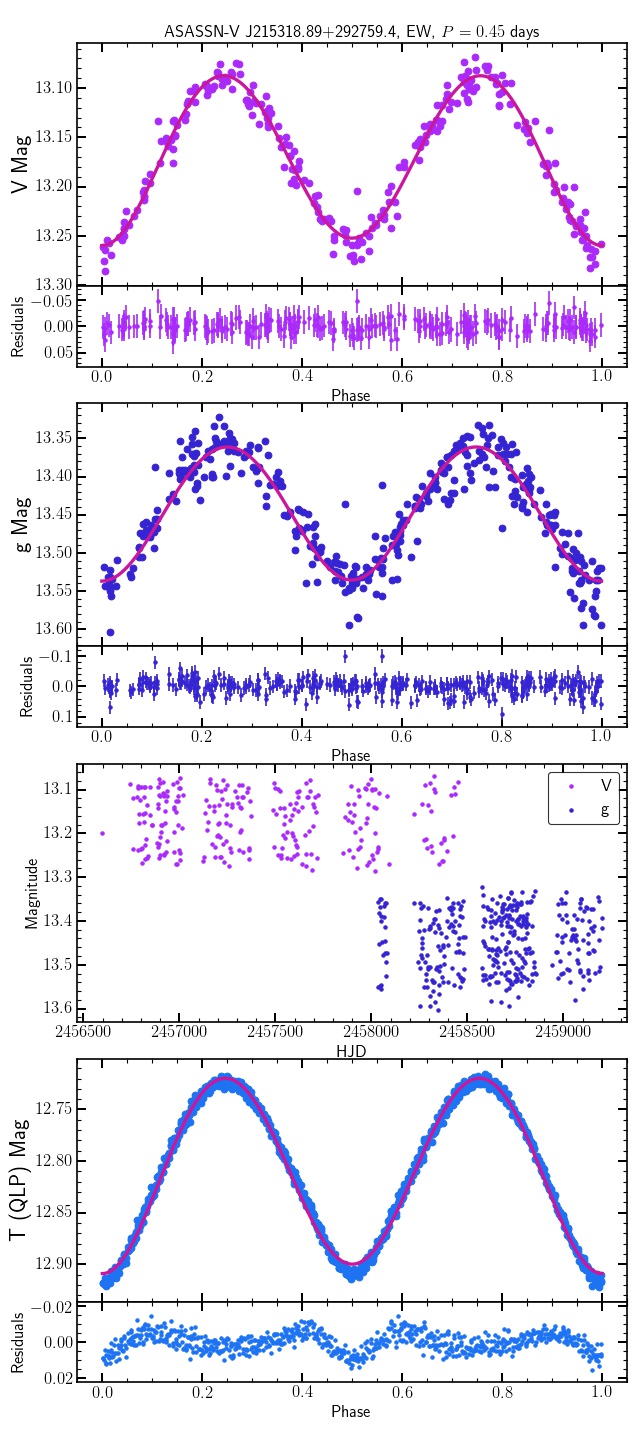 ASASSN-V J215318.89+292759.4, EW, P = 0.45 days
V Mag
13.10
13.15
13.20
13.25
13.30
Residuals
−0.05
0.00
0.05
0.0 0.2 0.4 0.6 0.8 1.0
Phase
g Mag
13.35
13.40
13.45
13.50
13.55
13.60
Residuals
−0.1
0.0
0.1
0.0 0.2 0.4 0.6 0.8 1.0
Phase
Magnitude
13.1
13.2
13.3
13.4
13.5
13.6
V
g
2456500 2457000 2457500 2458000 2458500 2459000
HJD
T (QLP) Mag
12.75
12.80
12.85
12.90
Residuals
−0.02
0.00
0.02
0.0 0.2 0.4 0.6 0.8 1.0
Phase